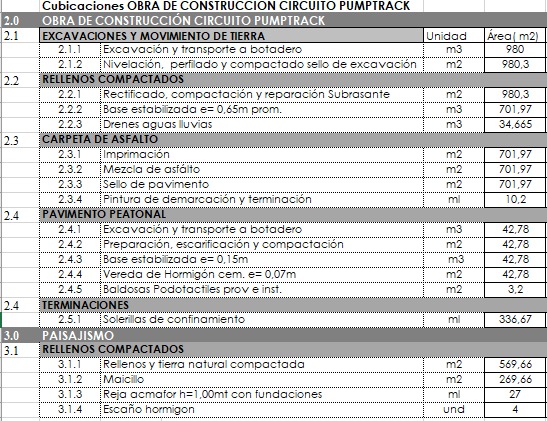 Cubicaciones OBRA DE CONSTRUCCIÓN CIRCUITO PUMPTRACK
2.0 OBRA DE CONSTRUCCIÓN CIRCUITO PUMPTRACK
2.1 EXCAVACIONES Y MOVIMIENTO DE TIERRA Unidad Área( m2)
2.1.1 Excavación y transporte a botadero m3 980
2.1.2 Nivelación, perfilado y compactado sello de excavación m2 980,3
2.2 RELLENOS COMPACTADOS
2.2.1 Rectificado, compactación y reparación Subrasante m2 980,3
2.2.2 Base estabilizada e= 0,65m prom. m3 701,97
2.2.3 Drenes aguas lluvias m3 34,665
2.3 CARPETA DE ASFALTO
2.3.1 Imprimación m2 701,97
2.3.2 Mezcla de asfálto m2 701,97
2.3.3 Sello de pavimento m2 701,97
2.3.4 Pintura de demarcación y terminación ml 10,2
2.4 PAVIMENTO PEATONAL
2.4.1 Excavación y transporte a botadero m3 42,78
2.4.2 Preparación, escarificación y compactación m2 42,78
2.4.3 Base estabilizada e= 0,15m m3 42,78
2.4.4 Vereda de Hormigón cem. e= 0,07m m2 42,78
2.4.5 Baldosas Podotactiles prov e inst. m2 3,2
2.4 TERMINACIONES
2.5.1 Solerillas de confinamiento ml 336,67
3.0 PAISAJISMO
3.1 RELLENOS COMPACTADOS
3.1.1 Rellenos y tierra natural compactada m2 569,66
3.1.2 Maicillo m2 269,66
3.1.3 Reja acmafor h=1,00mt con fundaciones ml 27
3.1.4 Escaño hormigon und 4